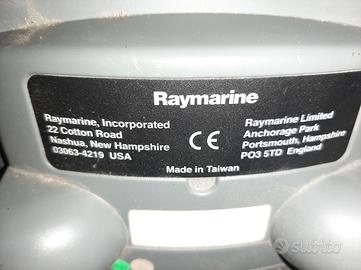 Raymarine
Raymarine, Incorporated
22 Cotton Road
Nashua, New Hampshire
03063-4219 USA
CE
Raymarine Limited
Anchorage Park
Portsmouth, Hampshire
PO3 5TD England
Made in Taiwan
subito